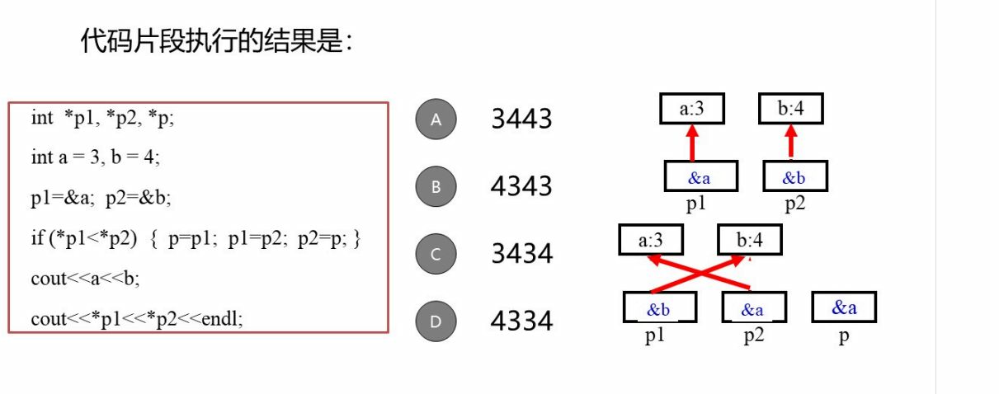 代码片段执行的结果是：
int *p1, *p2, *p;
int a = 3, b = 4;
p1=&a; p2=&b;
if (*p1<*p2) { p=p1; p1=p2; p2=p; }
cout<<a<<b;
cout<<*p1<<*p2<<endl;
A 3443
B 4343
C 3434
D 4334
a:3 b:4
&a &b
p1 p2
a:3 b:4
&b &a &a
p1 p2 p